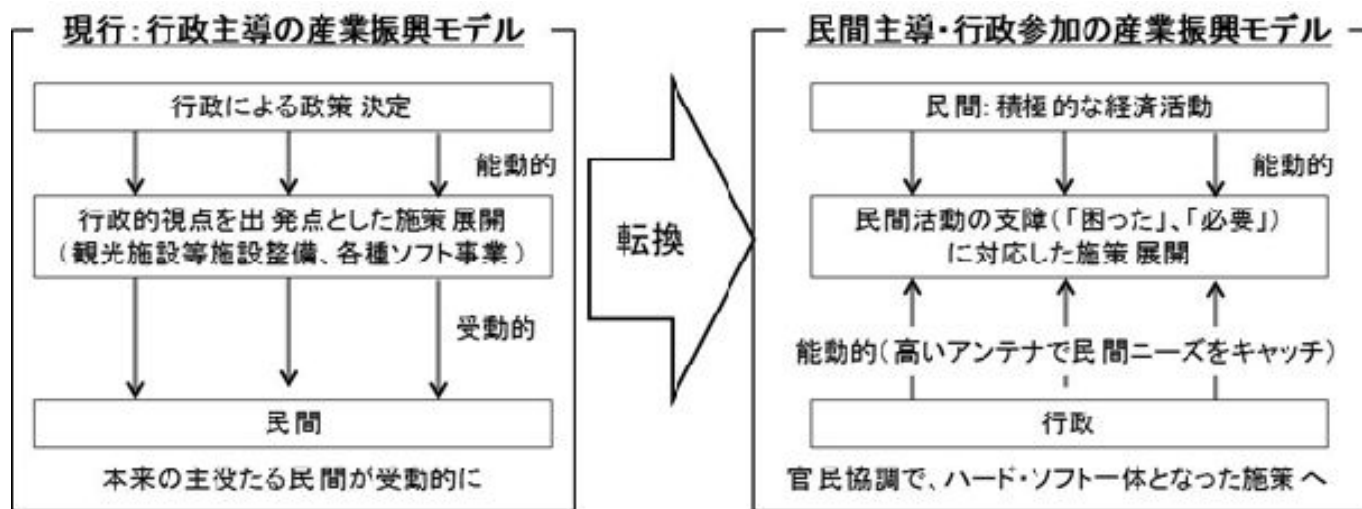 現行:行政主導の産業振興モデル
行政による政策決定
能動的
行政的視点を出発点とした施策展開
(観光施設等施設整備、各種ソフト事業)
受動的
民間
本来の主役たる民間が受動的に
転換
民間主導・行政参加の産業振興モデル
民間:積極的な経済活動
能動的
民間活動の支障(「困った」、「必要」)
に対応した施策展開
能動的(高いアンテナで民間ニーズをキャッチ)
行政
官民協調で、ハード・ソフト一体となった施策へ